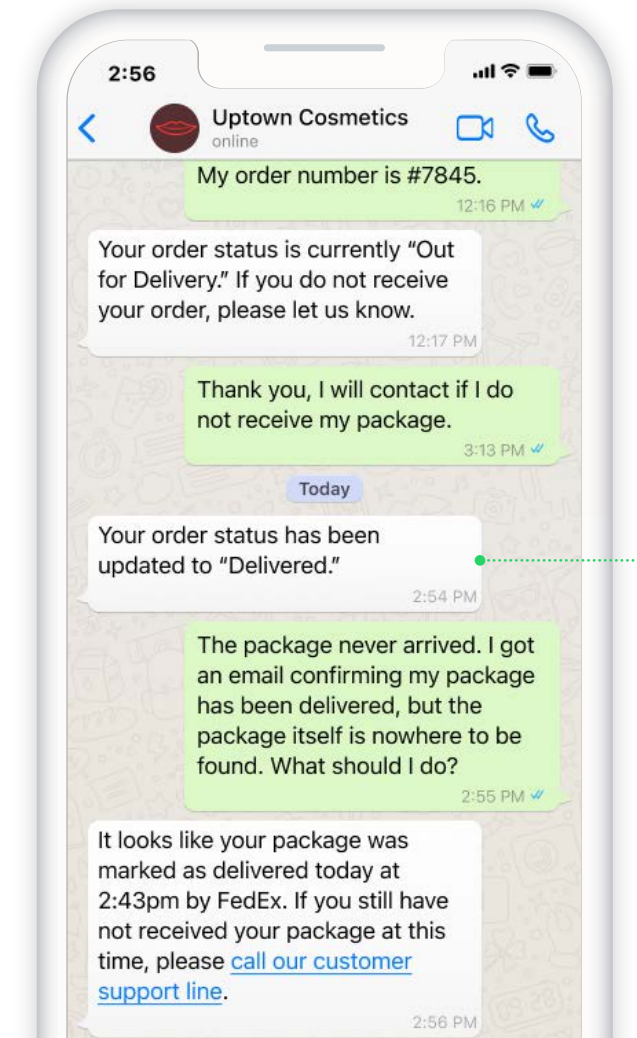 2:56
Uptown Cosmetics
online
My order number is #7845.
12:16 PM
Your order status is currently “Out
for Delivery.” If you do not receive
your order, please let us know.
12:17 PM
Thank you, I will contact if I do
not receive my package.
3:13 PM
Today
Your order status has been
updated to “Delivered.”
2:54 PM
The package never arrived. I got
an email confirming my package
has been delivered, but the
package itself is nowhere to be
found. What should I do?
2:55 PM
It looks like your package was
marked as delivered today at
2:43pm by FedEx. If you still have
not received your package at this
time, please call our customer
support line.
2:56 PM